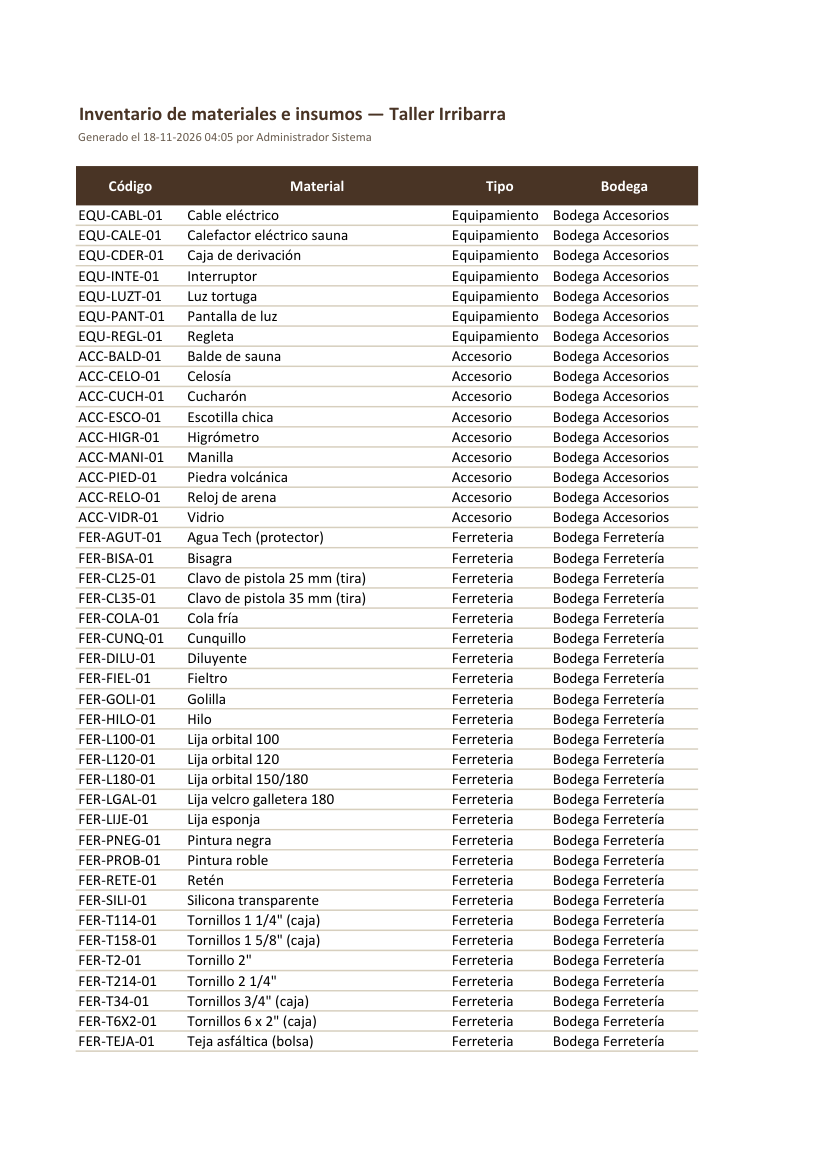 Inventario de materiales e insumos — Taller Irribarra
Generado el 18-11-2026 04:05 por Administrador Sistema
Código Material Tipo Bodega
EQU-CABL-01 Cable eléctrico Equipamiento Bodega Accesorios
EQU-CALE-01 Calefactor eléctrico sauna Equipamiento Bodega Accesorios
EQU-CDER-01 Caja de derivación Equipamiento Bodega Accesorios
EQU-INTE-01 Interruptor Equipamiento Bodega Accesorios
EQU-LUZT-01 Luz tortuga Equipamiento Bodega Accesorios
EQU-PANT-01 Pantalla de luz Equipamiento Bodega Accesorios
EQU-REGL-01 Regleta Equipamiento Bodega Accesorios
ACC-BALD-01 Balde de sauna Accesorio Bodega Accesorios
ACC-CELO-01 Celosía Accesorio Bodega Accesorios
ACC-CUCH-01 Cucharón Accesorio Bodega Accesorios
ACC-ESCO-01 Escotilla chica Accesorio Bodega Accesorios
ACC-HIGR-01 Higrómetro Accesorio Bodega Accesorios
ACC-MANI-01 Manilla Accesorio Bodega Accesorios
ACC-PIED-01 Piedra volcánica Accesorio Bodega Accesorios
ACC-RELO-01 Reloj de arena Accesorio Bodega Accesorios
ACC-VIDR-01 Vidrio Accesorio Bodega Accesorios
FER-AGUT-01 Agua Tech (protector) Ferreteria Bodega Ferretería
FER-BISA-01 Bisagra Ferreteria Bodega Ferretería
FER-CL25-01 Clavo de pistola 25 mm (tira) Ferreteria Bodega Ferretería
FER-CL35-01 Clavo de pistola 35 mm (tira) Ferreteria Bodega Ferretería
FER-COLA-01 Cola fría Ferreteria Bodega Ferretería
FER-CUNQ-01 Cunquillo Ferreteria Bodega Ferretería
FER-DILU-01 Diluyente Ferreteria Bodega Ferretería
FER-FIEL-01 Fieltro Ferreteria Bodega Ferretería
FER-GOLI-01 Golilla Ferreteria Bodega Ferretería
FER-HILO-01 Hilo Ferreteria Bodega Ferretería
FER-L100-01 Lija orbital 100 Ferreteria Bodega Ferretería
FER-L120-01 Lija orbital 120 Ferreteria Bodega Ferretería
FER-L180-01 Lija orbital 150/180 Ferreteria Bodega Ferretería
FER-LGAL-01 Lija velcro galletera 180 Ferreteria Bodega Ferretería
FER-LIJE-01 Lija esponja Ferreteria Bodega Ferretería
FER-PNEG-01 Pintura negra Ferreteria Bodega Ferretería
FER-PROB-01 Pintura roble Ferreteria Bodega Ferretería
FER-RETE-01 Retén Ferreteria Bodega Ferretería
FER-SILI-01 Silicona transparente Ferreteria Bodega Ferretería
FER-T114-01 Tornillos 1 1/4" (caja) Ferreteria Bodega Ferretería
FER-T158-01 Tornillos 1 5/8" (caja) Ferreteria Bodega Ferretería
FER-T2-01 Tornillo 2" Ferreteria Bodega Ferretería
FER-T214-01 Tornillo 2 1/4" Ferreteria Bodega Ferretería
FER-T34-01 Tornillos 3/4" (caja) Ferreteria Bodega Ferretería
FER-T6X2-01 Tornillos 6 x 2" (caja) Ferreteria Bodega Ferretería
FER-TEJA-01 Teja asfáltica (bolsa) Ferreteria Bodega Ferretería